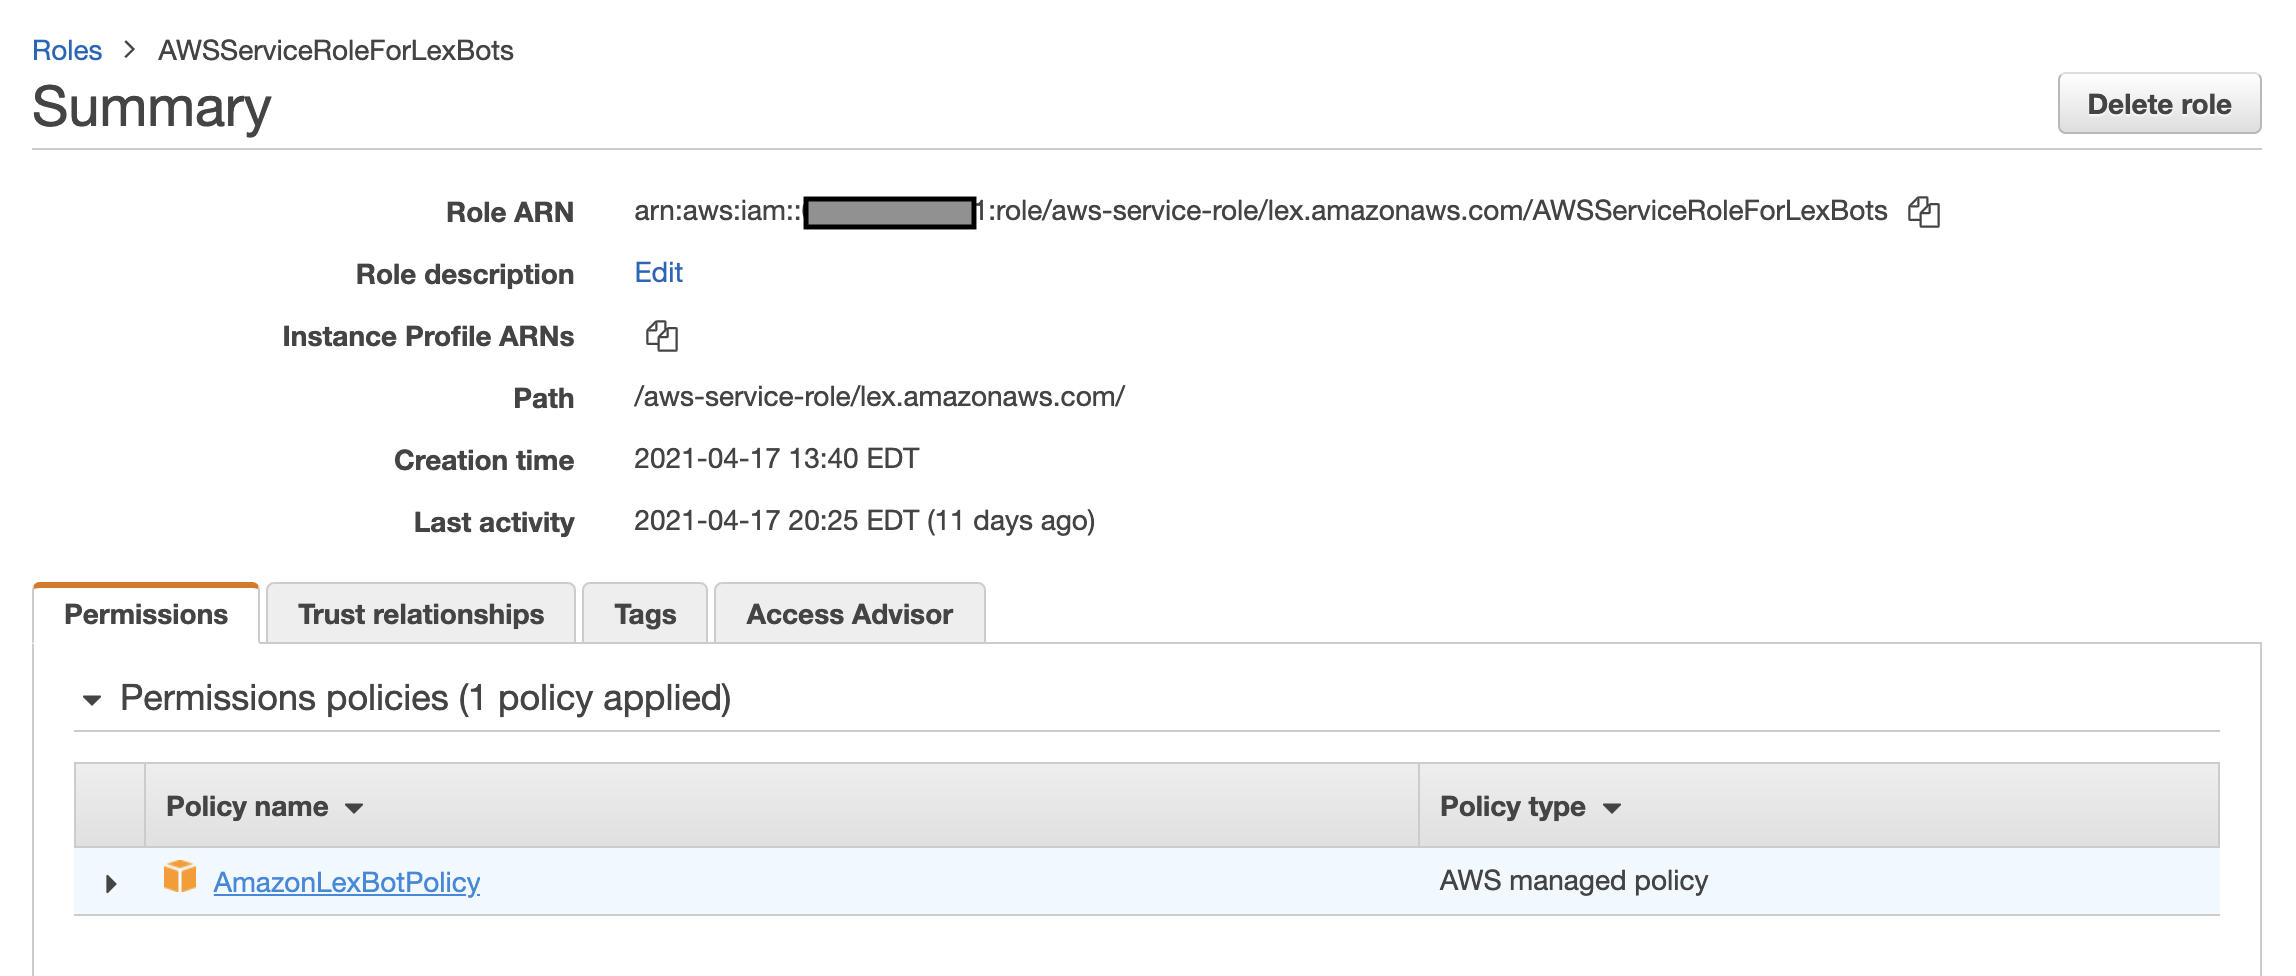 Roles > AWSServiceRoleForLexBots
Summary
Delete role
Role ARN arn:aws:iam:: 1:role/aws-service-role/lex.amazonaws.com/AWSServiceRoleForLexBots
Role description Edit
Instance Profile ARNs
Path /aws-service-role/lex.amazonaws.com/
Creation time 2021-04-17 13:40 EDT
Last activity 2021-04-17 20:25 EDT (11 days ago)
Permissions Trust relationships Tags Access Advisor
Permissions policies (1 policy applied)
Policy name Policy type
AmazonLexBotPolicy AWS managed policy